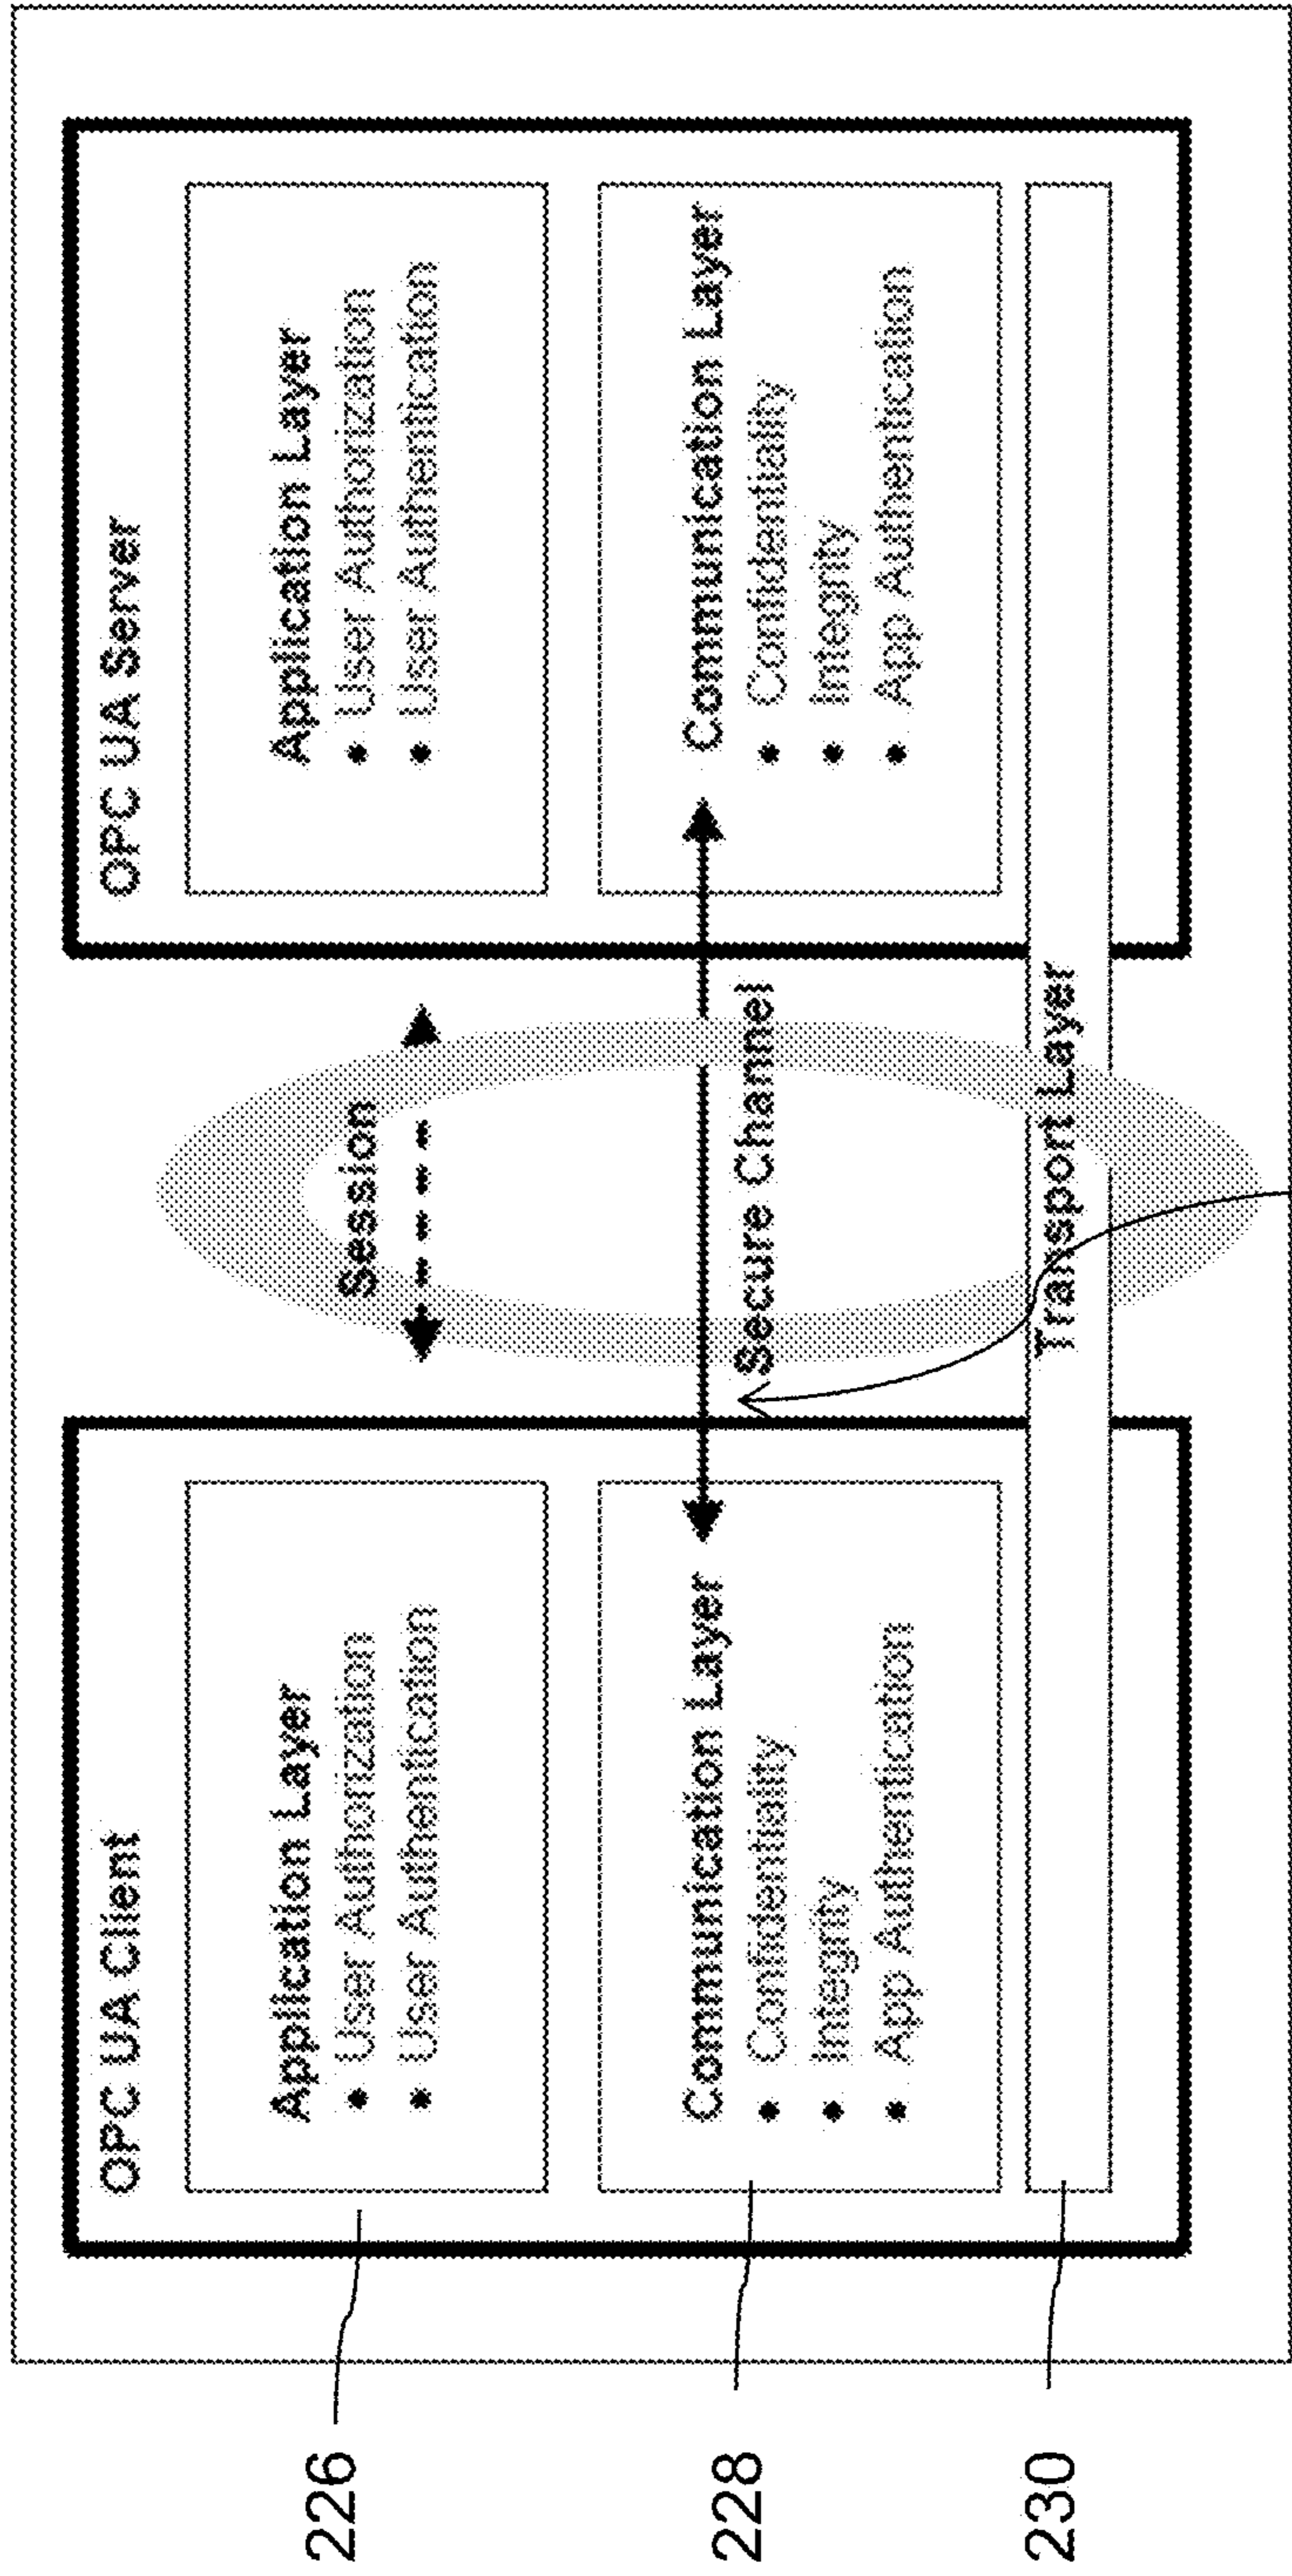 OPC UA Client
Application Layer
• User Authorization
• User Authentication
Communication Layer
• Confidentiality
• Integrity
• App Authentication
Session
Secure Channel
Transport Layer
OPC UA Server
Application Layer
• User Authorization
• User Authentication
Communication Layer
• Confidentiality
• Integrity
• App Authentication
226
228
230